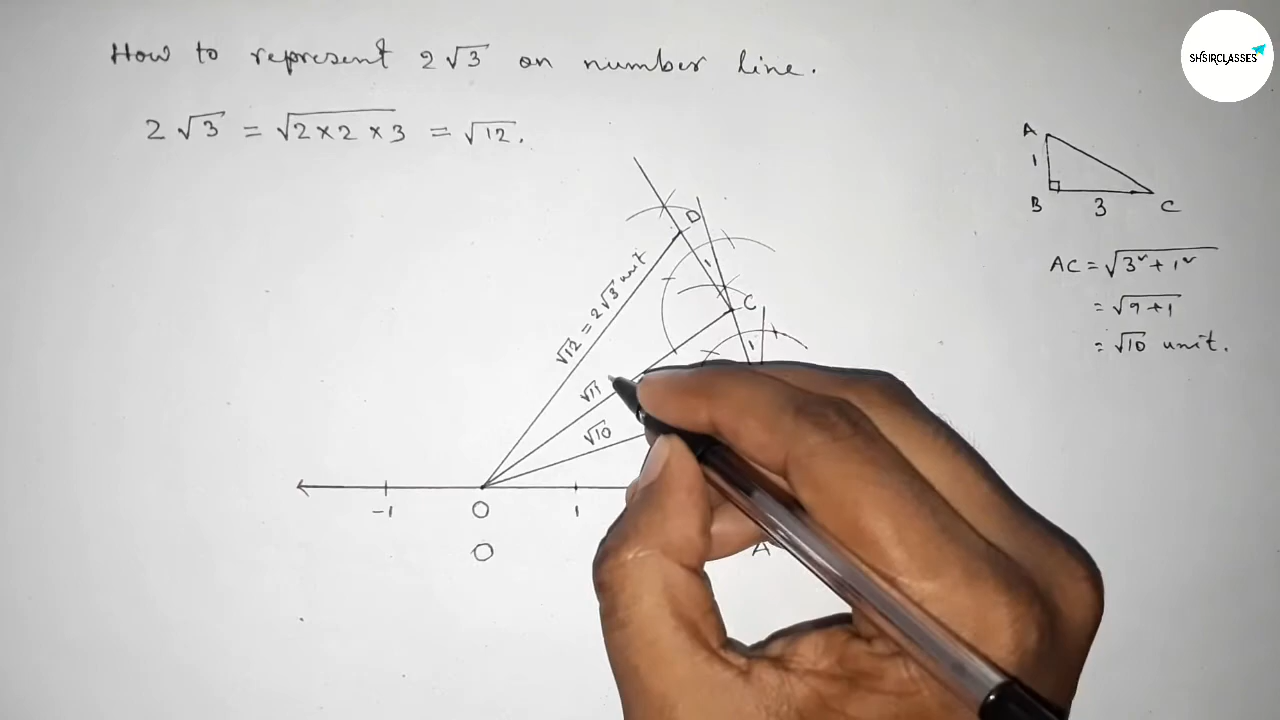 How to represent 2√3 on number line.
2√3 = √2×2×3 = √12.
SHSIRCLASSES
A
1
B 3 C
AC = √3²+1²
= √9+1
= √10 unit.
D
1
C
1
√12 = 2√3 unit
√11
√10
-1 0 1
O A